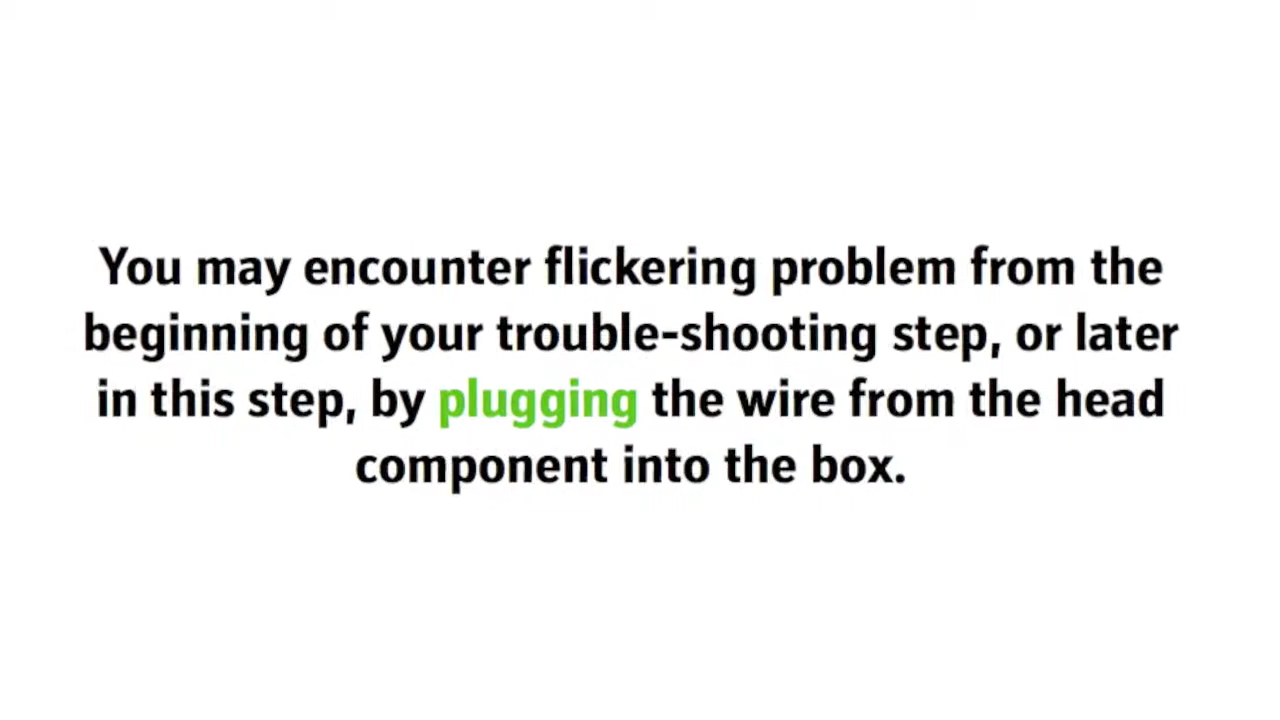 You may encounter flickering problem from the
beginning of your trouble-shooting step, or later
in this step, by plugging the wire from the head
component into the box.